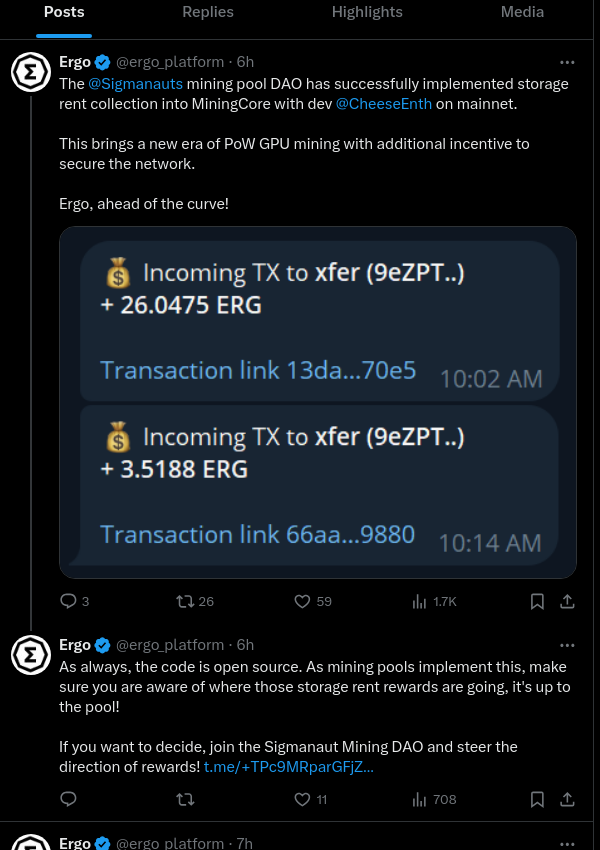 Posts Replies Highlights Media
Ergo @ergo_platform · 6h
The @Sigmanauts mining pool DAO has successfully implemented storage
rent collection into MiningCore with dev @CheeseEnth on mainnet.
This brings a new era of PoW GPU mining with additional incentive to
secure the network.
Ergo, ahead of the curve!
Incoming TX to xfer (9eZPT..)
+ 26.0475 ERG
Transaction link 13da...70e5 10:02 AM
Incoming TX to xfer (9eZPT..)
+ 3.5188 ERG
Transaction link 66aa...9880 10:14 AM
3 26 59 1.7K
Ergo @ergo_platform · 6h
As always, the code is open source. As mining pools implement this, make
sure you are aware of where those storage rent rewards are going, it's up to
the pool!
If you want to decide, join the Sigmanaut Mining DAO and steer the
direction of rewards! t.me/+TPc9MRparGFjZ...
11 708
Ergo @ergo_platform · 7h